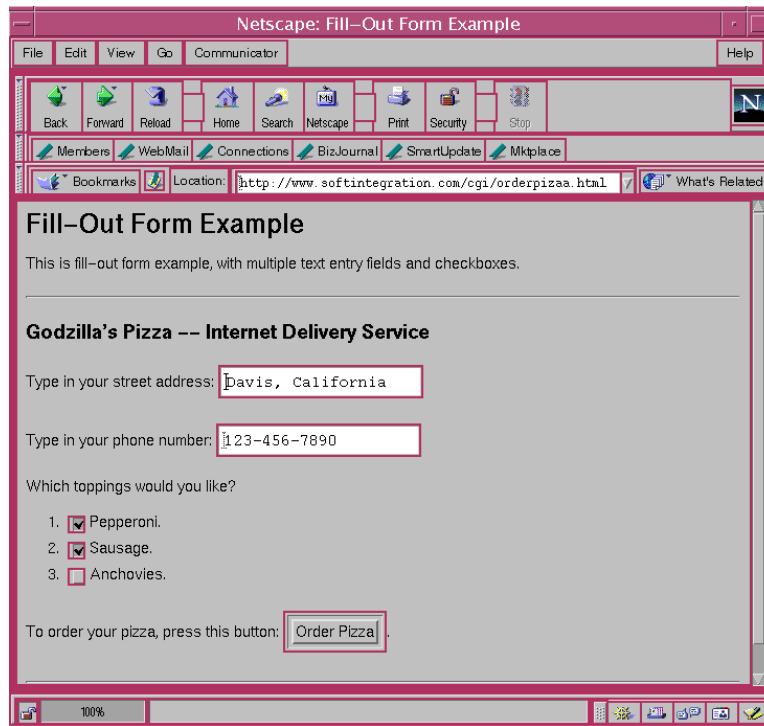 Netscape: Fill-Out Form Example
File Edit View Go Communicator Help
Back Forward Reload Home Search Netscape Print Security Stop
My
N
Members WebMail Connections BizJournal SmartUpdate Mktplace
Bookmarks Location: http://www.softintegration.com/cgi/orderpizaa.html What's Related
Fill-Out Form Example
This is fill-out form example, with multiple text entry fields and checkboxes.
Godzilla's Pizza -- Internet Delivery Service
Type in your street address: Davis, California
Type in your phone number: 123-456-7890
Which toppings would you like?
1. Pepperoni.
2. Sausage.
3. Anchovies.
To order your pizza, press this button: Order Pizza .
100%